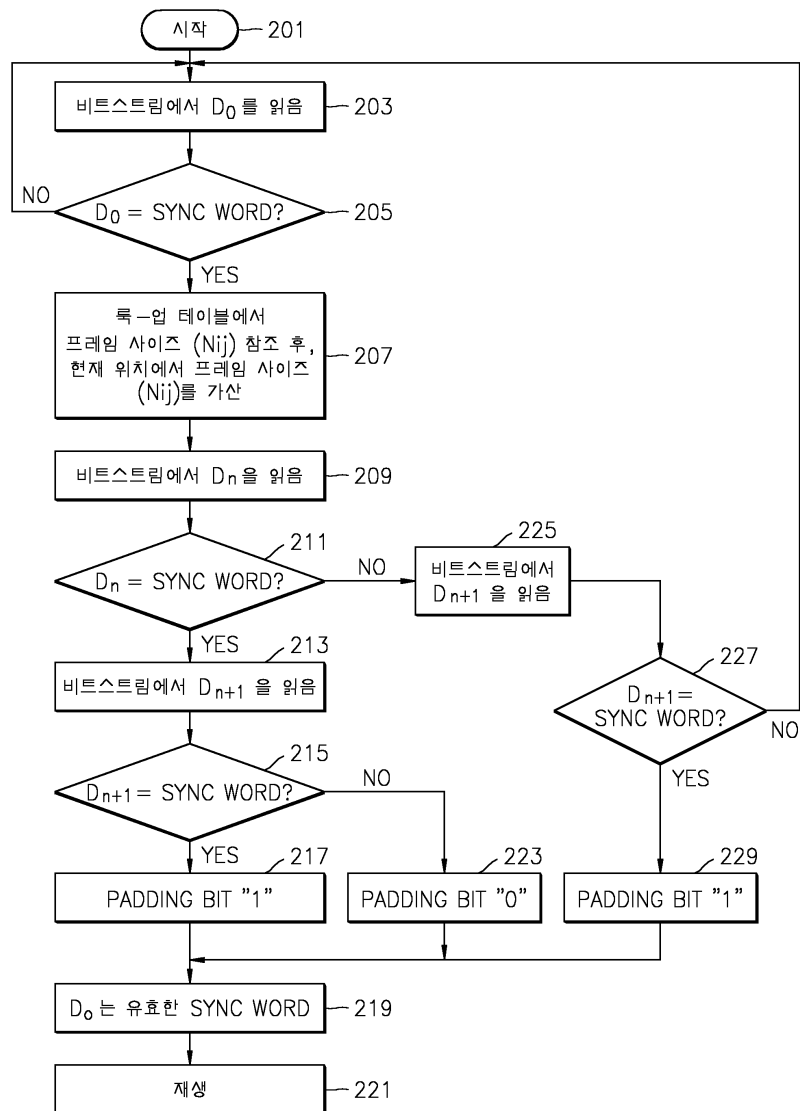 시작
201
비트스트림에서 D0를 읽음
203
D0 = SYNC WORD?
205
NO
YES
룩-업 테이블에서
프레임 사이즈 (Nij) 참조 후,
현재 위치에서 프레임 사이즈
(Nij)를 가산
207
비트스트림에서 Dn을 읽음
209
Dn = SYNC WORD?
211
NO
YES
비트스트림에서
Dn+1 을 읽음
225
비트스트림에서 Dn+1 을 읽음
213
Dn+1=
SYNC WORD?
227
NO
YES
Dn+1 = SYNC WORD?
215
NO
YES
PADDING BIT "1"
217
PADDING BIT "0"
223
PADDING BIT "1"
229
Do는 유효한 SYNC WORD
219
재생
221